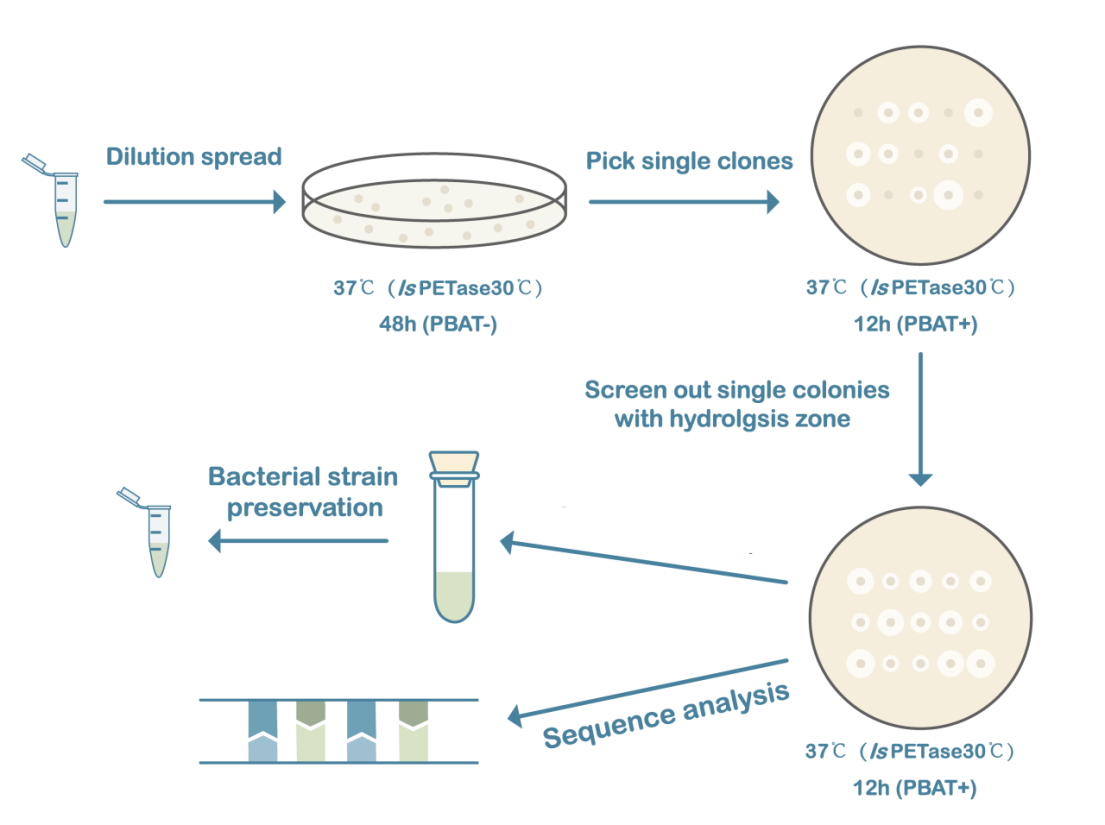 Dilution spread
Pick single clones
37℃（IsPETase30℃）
48h (PBAT-)
37℃（IsPETase30℃）
12h (PBAT+)
Screen out single colonies
with hydrolgsis zone
Bacterial strain
preservation
Sequence analysis
37℃（IsPETase30℃）
12h (PBAT+)